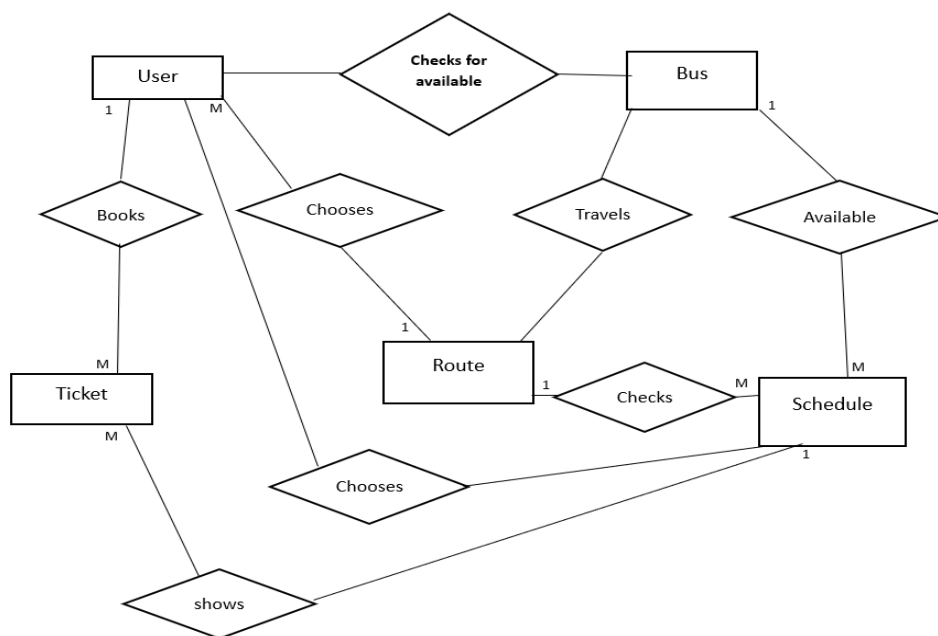 Checks for
available
User
Bus
1
M
1
Books
Chooses
Travels
Available
1
M
Route
M
Ticket
1
Checks
M
Schedule
M
1
Chooses
shows